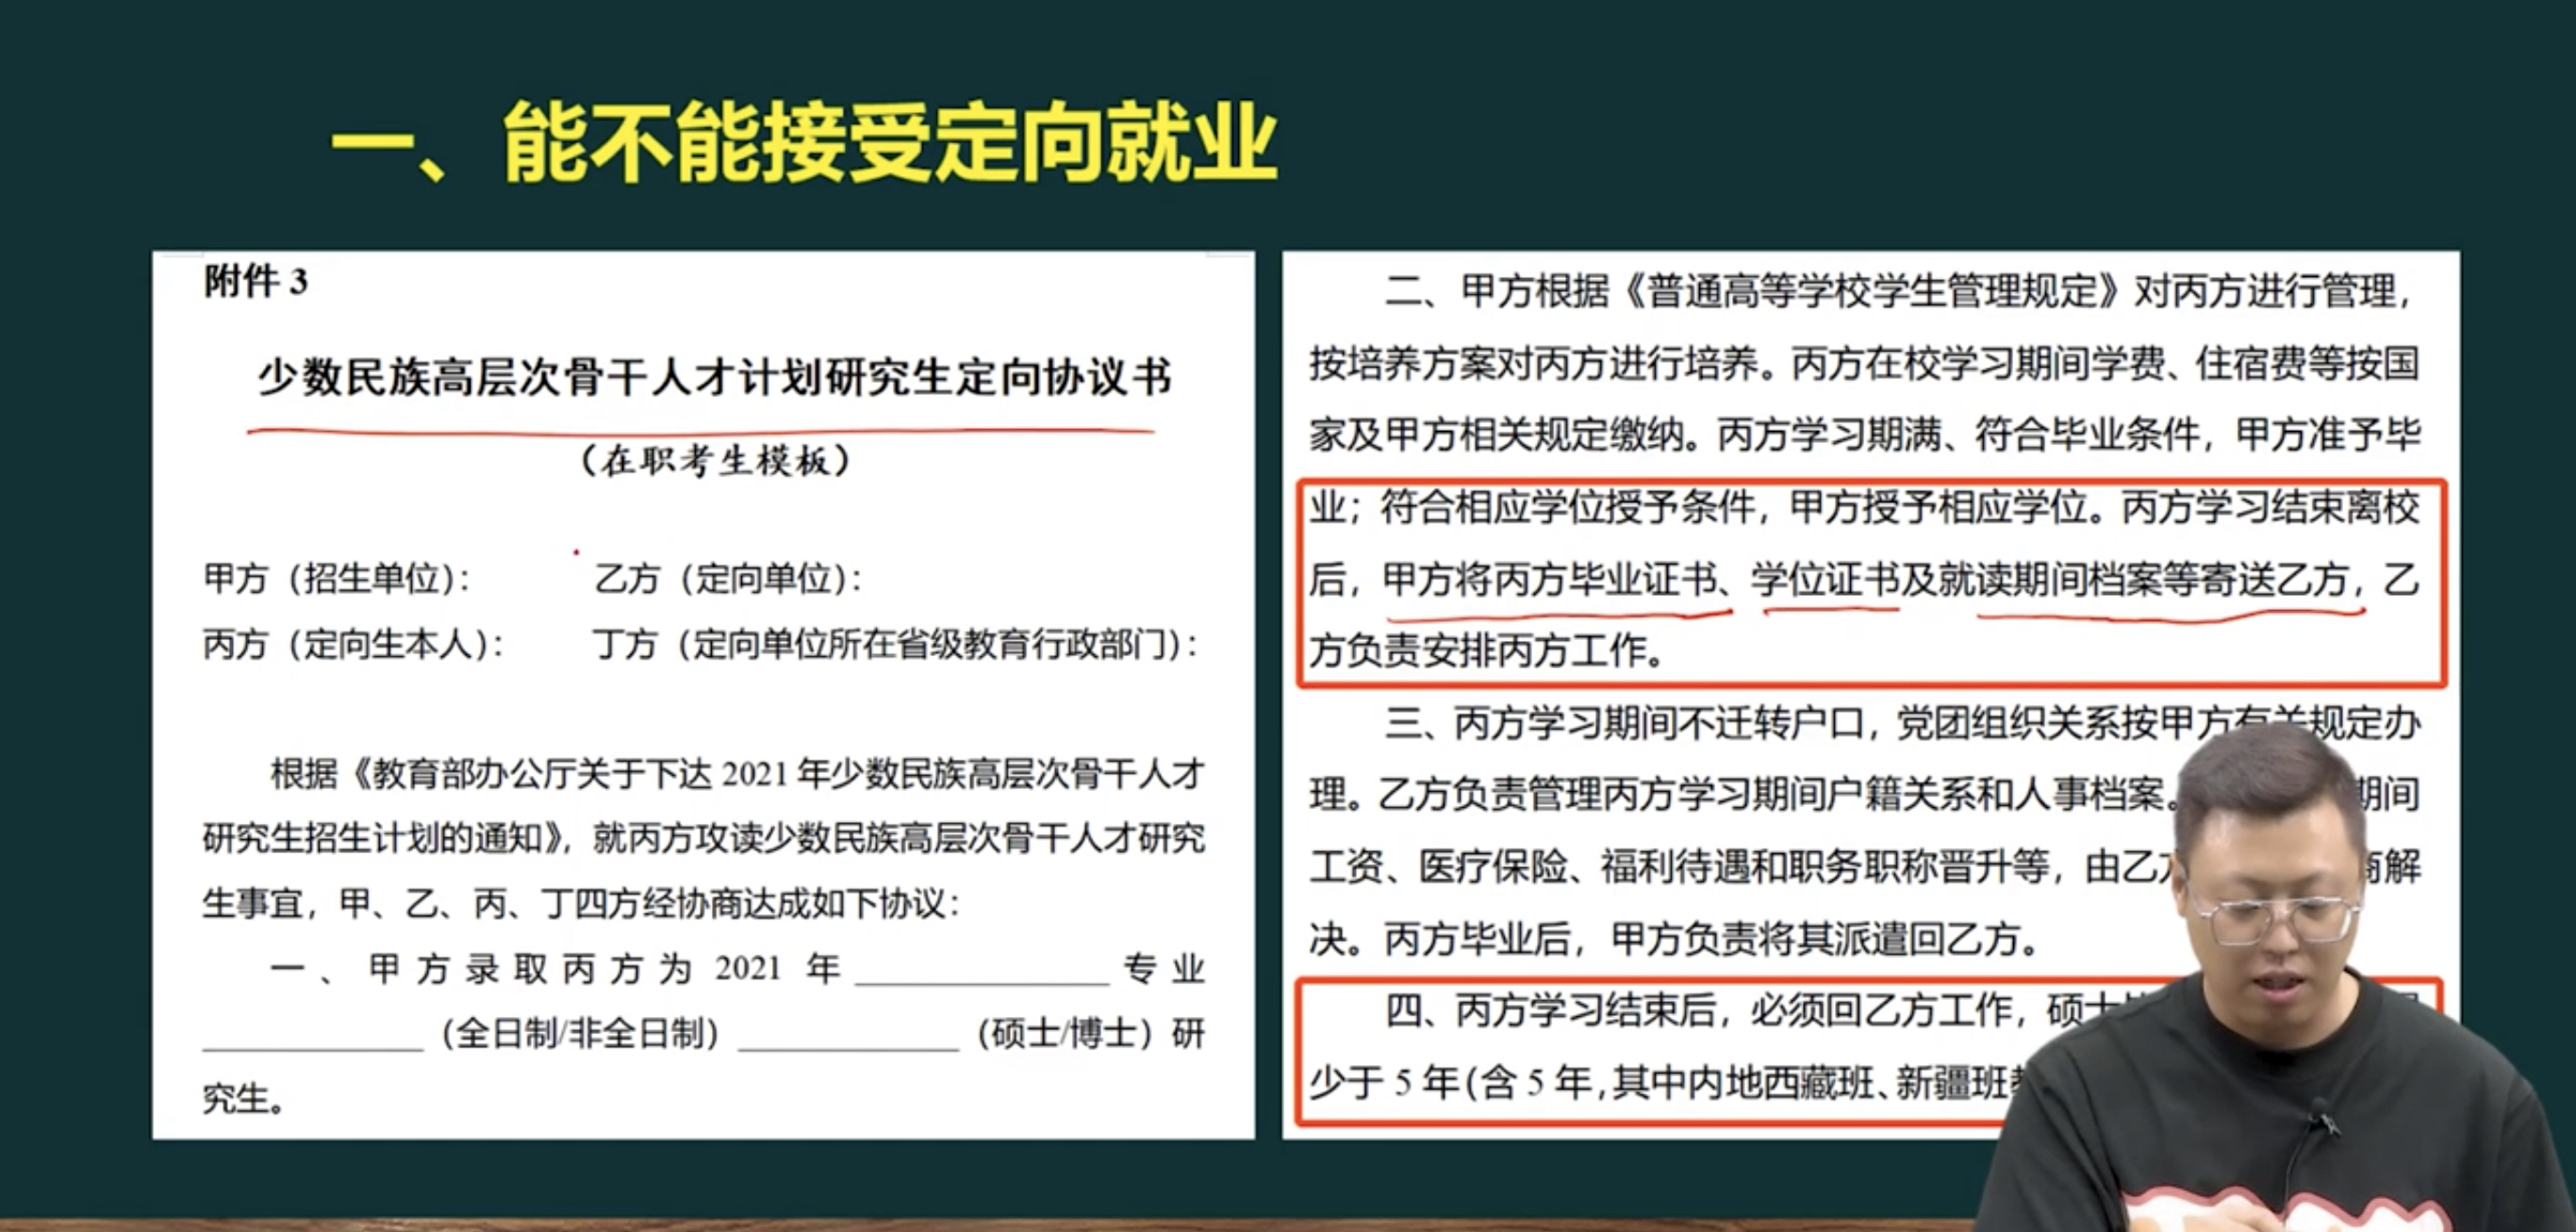 一、能不能接受定向就业
附件 3
少数民族高层次骨干人才计划研究生定向协议书
（在职考生模板）
甲方（招生单位）： 乙方（定向单位）：
丙方（定向生本人）： 丁方（定向单位所在省级教育行政部门）：
根据《教育部办公厅关于下达 2021 年少数民族高层次骨干人才
研究生招生计划的通知》，就丙方攻读少数民族高层次骨干人才研究
生事宜，甲、乙、丙、丁四方经协商达成如下协议：
一、甲方录取丙方为 2021 年 专业
（全日制/非全日制） （硕士/博士）研
究生。
二、甲方根据《普通高等学校学生管理规定》对丙方进行管理，
按培养方案对丙方进行培养。丙方在校学习期间学费、住宿费等按国
家及甲方相关规定缴纳。丙方学习期满、符合毕业条件，甲方准予毕
业；符合相应学位授予条件，甲方授予相应学位。丙方学习结束离校
后，甲方将丙方毕业证书、学位证书及就读期间档案等寄送乙方，乙
方负责安排丙方工作。
三、丙方学习期间不迁转户口，党团组织关系按甲方有关规定办
理。乙方负责管理丙方学习期间户籍关系和人事档案。 期间
工资、医疗保险、福利待遇和职务职称晋升等，由乙 商解
决。丙方毕业后，甲方负责将其派遣回乙方。
四、丙方学习结束后，必须回乙方工作，硕士
少于 5 年(含 5 年,其中内地西藏班、新疆班